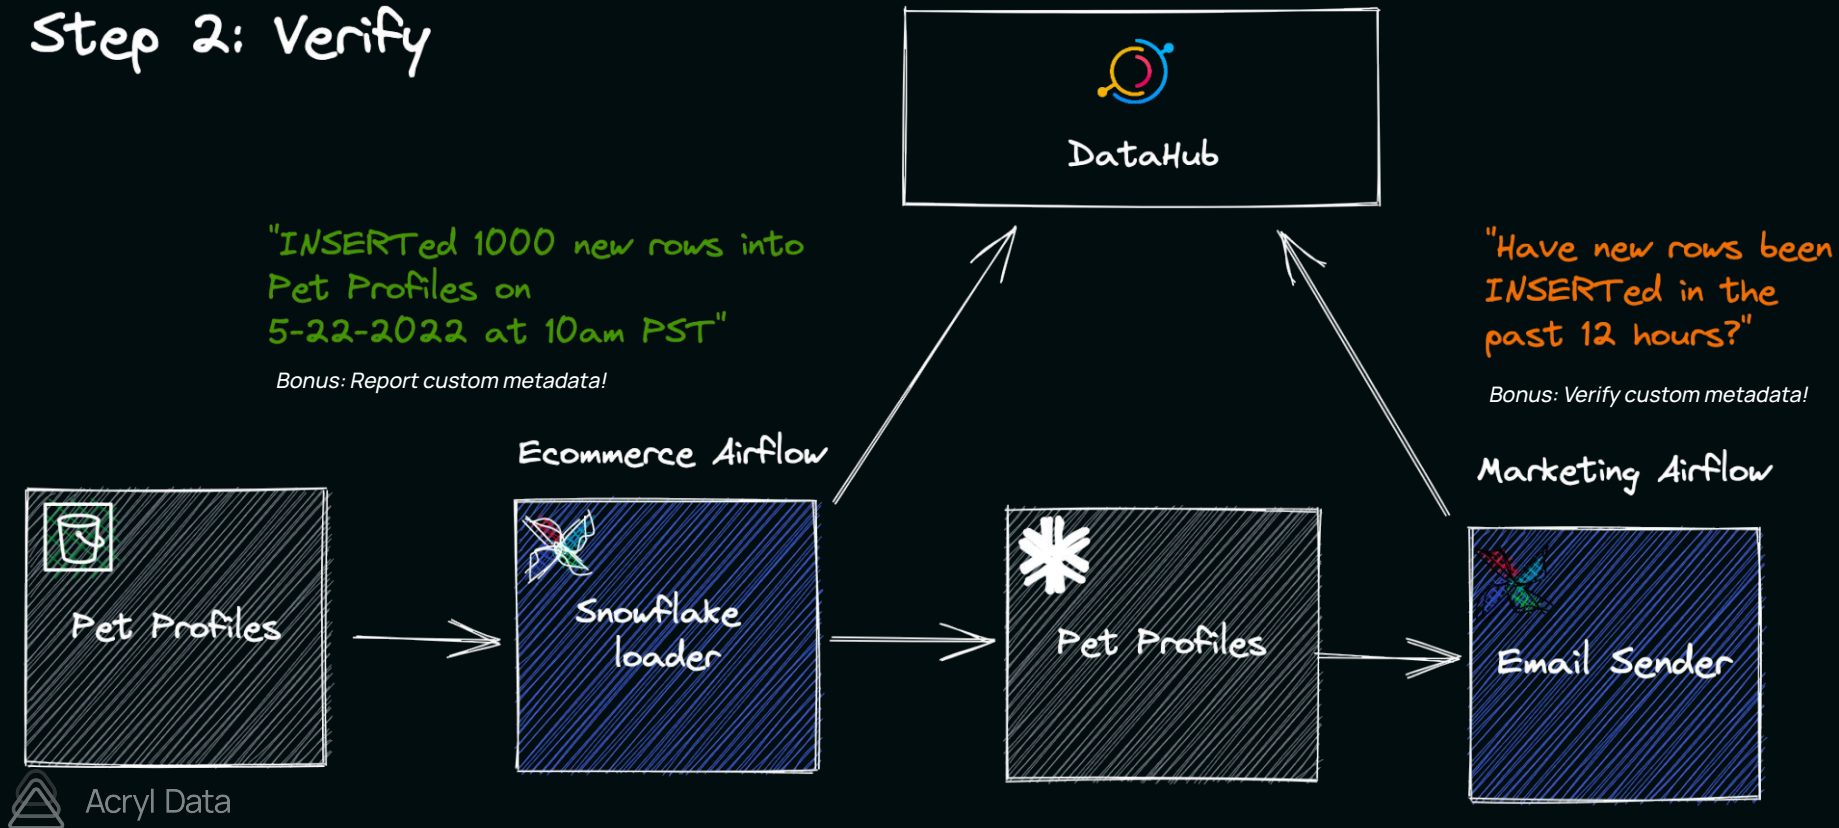 Step 2: Verify
DataHub
"INSERTed 1000 new rows into
Pet Profiles on
5-22-2022 at 10am PST"
Bonus: Report custom metadata!
"Have new rows been
INSERTed in the
past 12 hours?"
Bonus: Verify custom metadata!
Ecommerce Airflow
Marketing Airflow
Pet Profiles
Snowflake
loader
Pet Profiles
Email Sender
Acryl Data